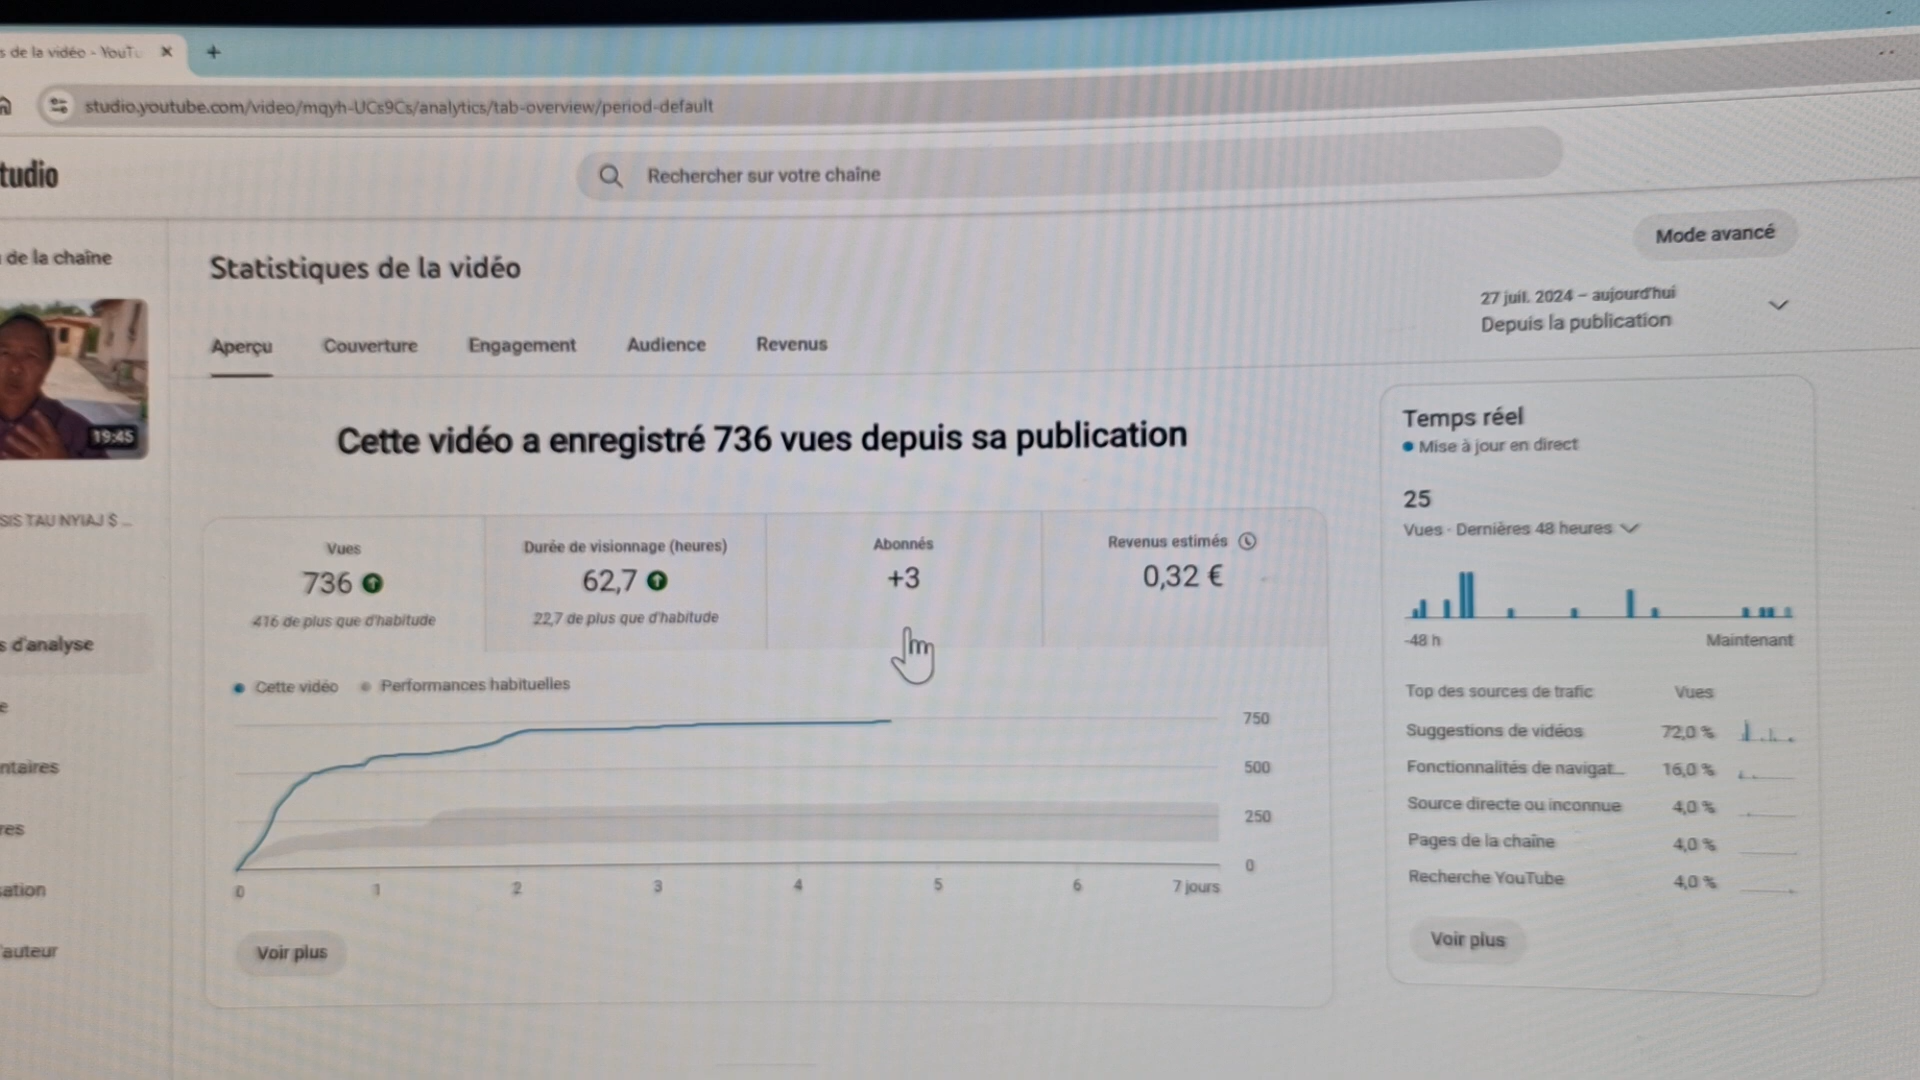 s de la vidéo - YouTu
studio.youtube.com/video/mqyh-UCs9Cs/analytics/tab-overview/period-default
tudio
Rechercher sur votre chaîne
de la chaîne
19:45
SIS TAU NYIAJ $ ...
s d'analyse
e
ntaires
res
ation
'auteur
Statistiques de la vidéo
Mode avancé
27 juil. 2024 – aujourd'hui
Depuis la publication
Aperçu Couverture Engagement Audience Revenus
Cette vidéo a enregistré 736 vues depuis sa publication
Vues
736
416 de plus que d'habitude
Durée de visionnage (heures)
62,7
22,7 de plus que d'habitude
Abonnés
+3
Revenus estimés
0,32 €
Cette vidéo Performances habituelles
750
500
250
0
0 1 2 3 4 5 6 7 jours
Voir plus
Temps réel
Mise à jour en direct
25
Vues · Dernières 48 heures
-48 h Maintenant
Top des sources de trafic Vues
Suggestions de vidéos 72,0 %
Fonctionnalités de navigat... 16,0 %
Source directe ou inconnue 4,0 %
Pages de la chaîne 4,0 %
Recherche YouTube 4,0 %
Voir plus